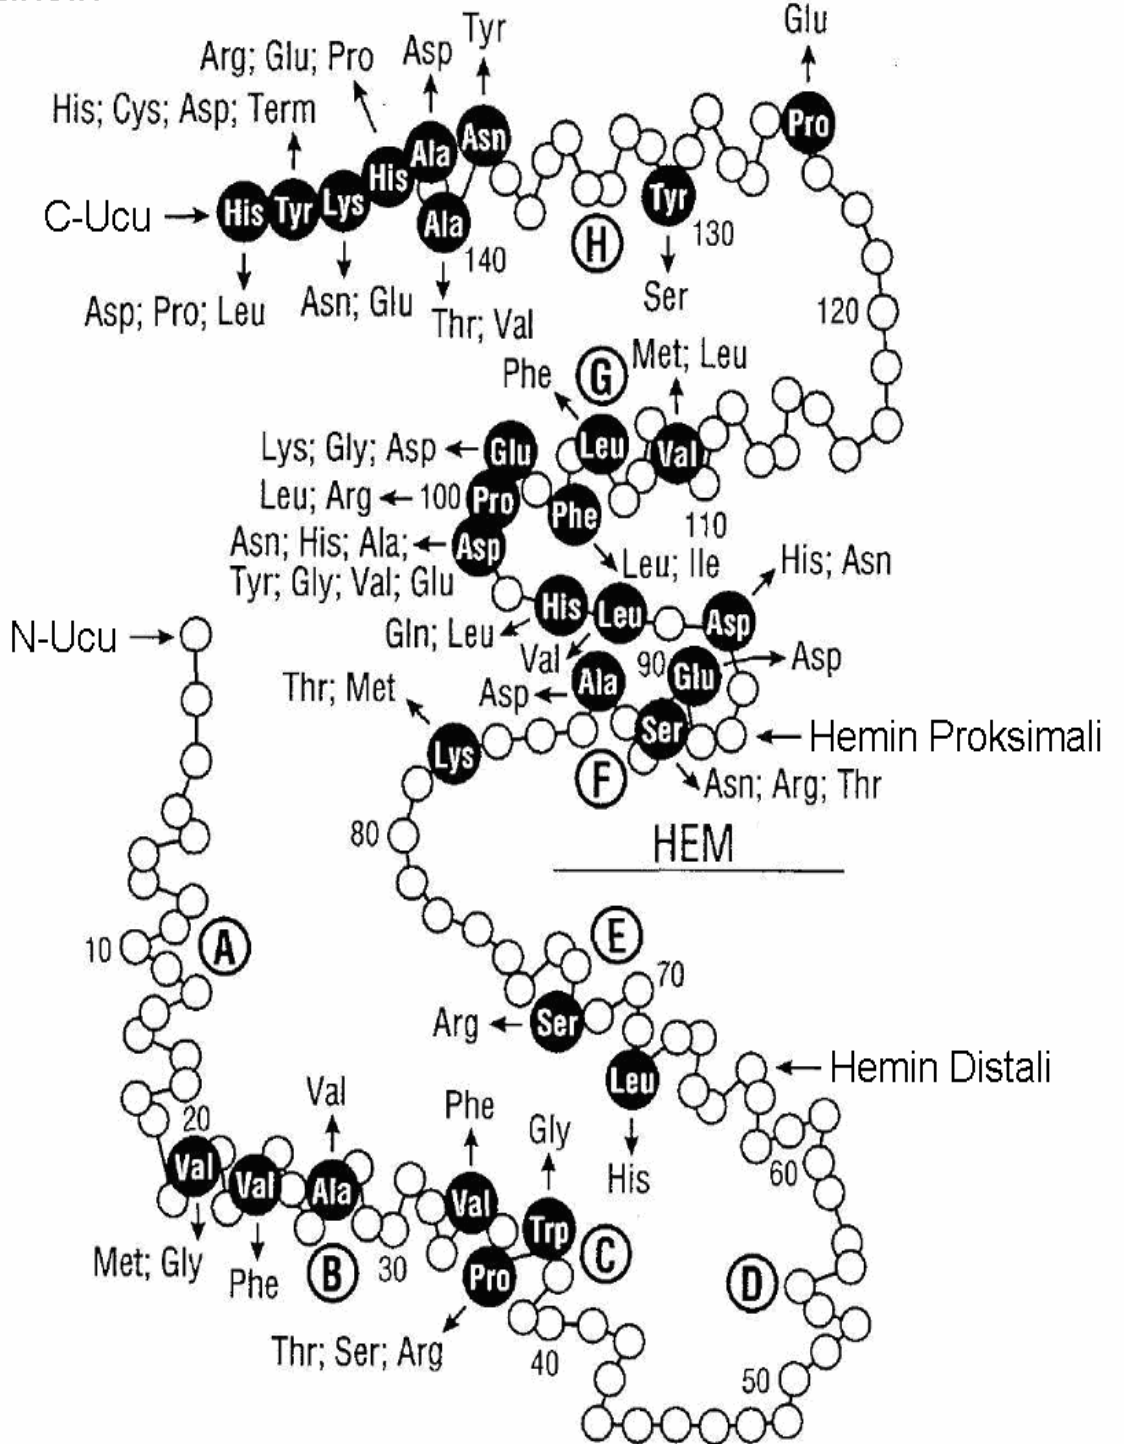 Tyr
Glu
Arg; Glu; Pro
Asp
His; Cys; Asp; Term
Asn
Pro
Ala
His
C-Ucu
His
Tyr
Lys
Ala
Tyr
140
H
130
Asp; Pro; Leu
Asn; Glu
Thr; Val
Ser
120
Phe
G
Met; Leu
Lys; Gly; Asp
Glu
Leu
Val
Leu; Arg
100
Pro
Phe
110
Asn; His; Ala;
Asp
Tyr; Gly; Val; Glu
Leu; Ile
His; Asn
His
Leu
Asp
N-Ucu
Gln; Leu
Val
90
Glu
Asp
Thr; Met
Asp
Ala
Lys
Ser
Hemin Proksimali
F
Asn; Arg; Thr
80
HEM
10
A
E
70
Arg
Ser
Hemin Distali
Leu
20
Val
Phe
Gly
His
60
Val
Val
Ala
Val
Trp
Met; Gly
Phe
B
30
Pro
C
D
Thr; Ser; Arg
40
50